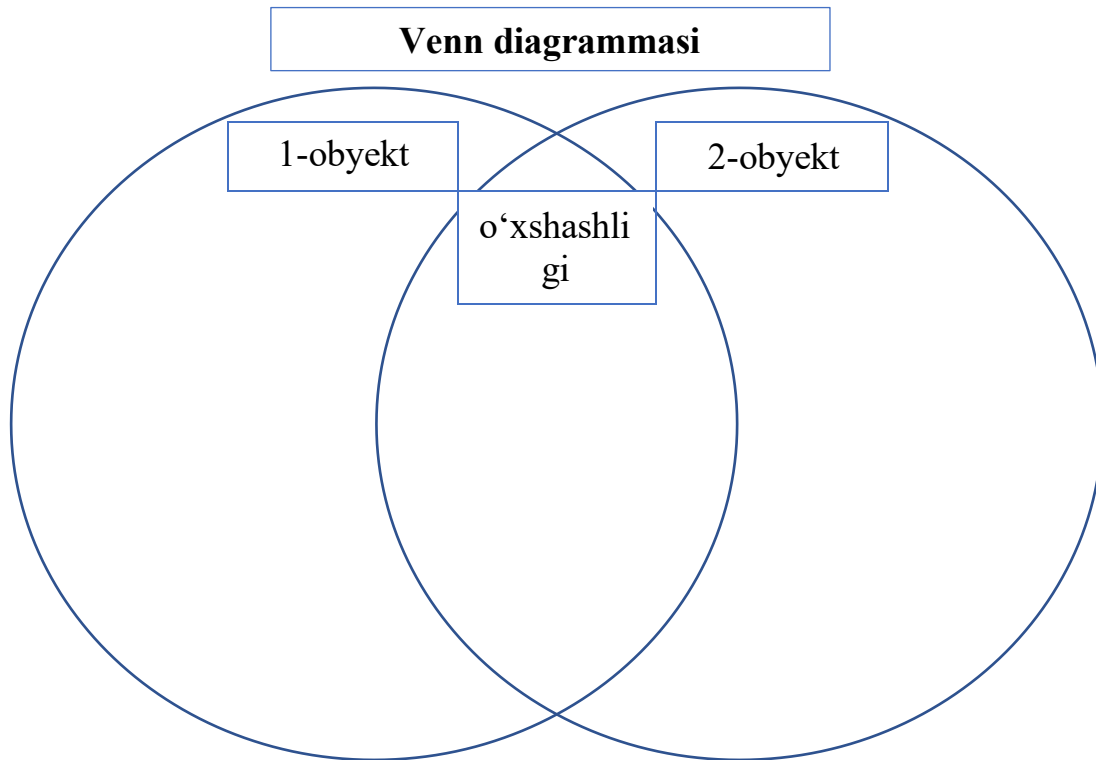 Venn diagrammasi
1-obyekt
2-obyekt
o‘xshashli
gi